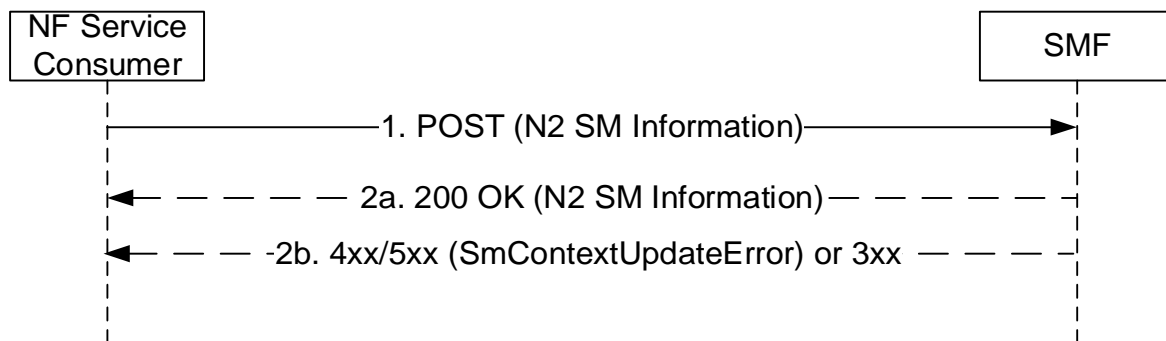 NF Service
Consumer
SMF
1. POST (N2 SM Information)
2a. 200 OK (N2 SM Information)
2b. 4xx/5xx (SmContextUpdateError) or 3xx